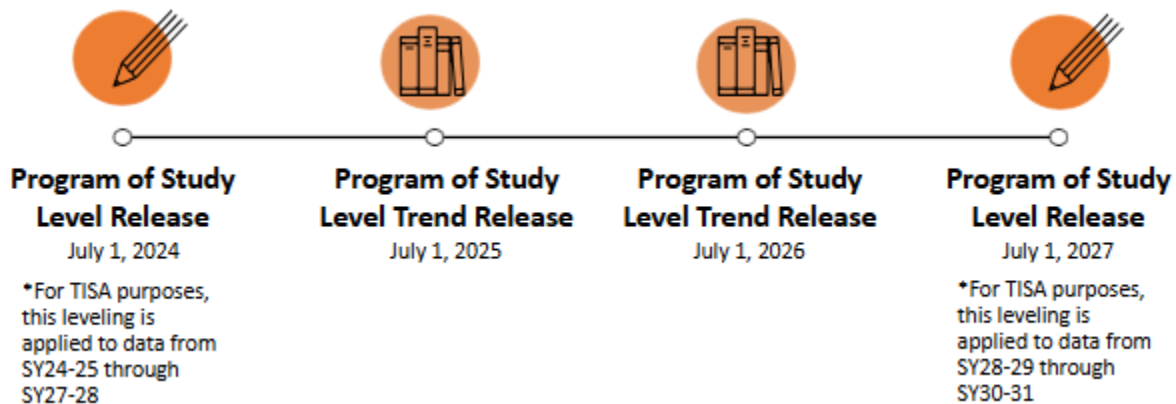 Program of Study
Level Release
July 1, 2024
*For TISA purposes,
this leveling is
applied to data from
SY24-25 through
SY27-28
Program of Study
Level Trend Release
July 1, 2025
Program of Study
Level Trend Release
July 1, 2026
Program of Study
Level Release
July 1, 2027
*For TISA purposes,
this leveling is
applied to data from
SY28-29 through
SY30-31